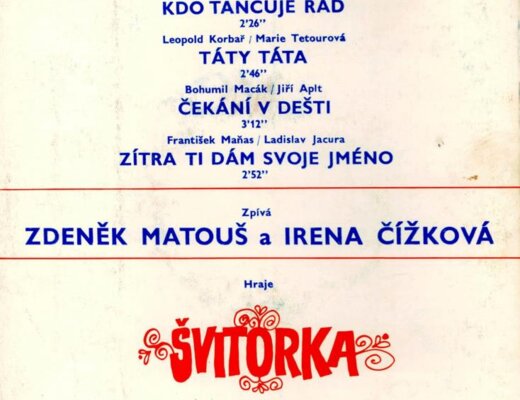 KDO TANCUJE RÁD
2'26"
Leopold Korbař / Marie Tetourová
TÁTY TÁTA
2'46"
Bohumil Macák / Jiří Aplt
ČEKÁNÍ V DEŠTI
3'12"
František Maňas / Ladislav Jacura
ZÍTRA TI DÁM SVOJE JMÉNO
2'52"
Zpívá
ZDENĚK MATOUŠ a IRENA ČÍŽKOVÁ
Hraje
ŠVITORKA